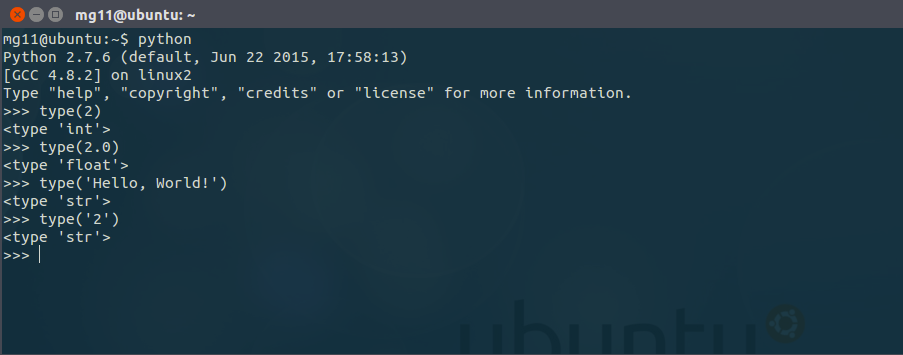 mg11@ubuntu: ~
mg11@ubuntu:~$ python
Python 2.7.6 (default, Jun 22 2015, 17:58:13)
[GCC 4.8.2] on linux2
Type "help", "copyright", "credits" or "license" for more information.
>>> type(2)
<type 'int'>
>>> type(2.0)
<type 'float'>
>>> type('Hello, World!')
<type 'str'>
>>> type('2')
<type 'str'>
>>>
ubuntu